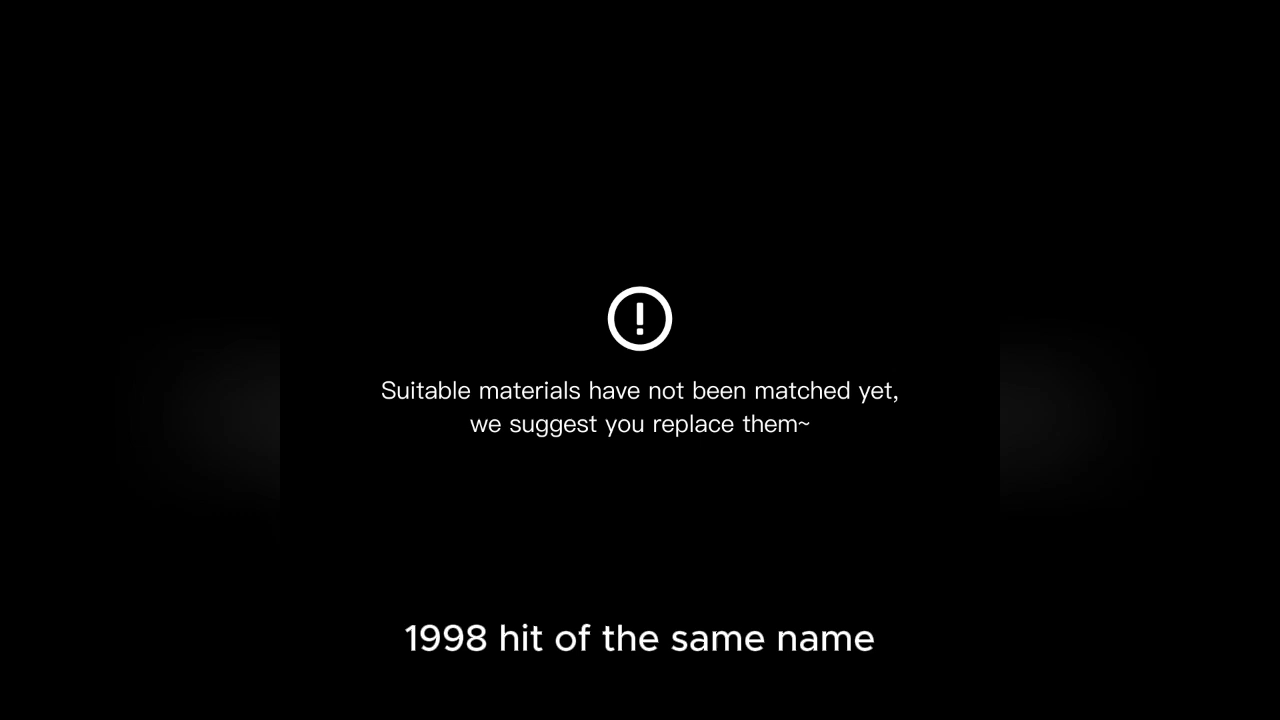 Suitable materials have not been matched yet,
we suggest you replace them~
1998 hit of the same name